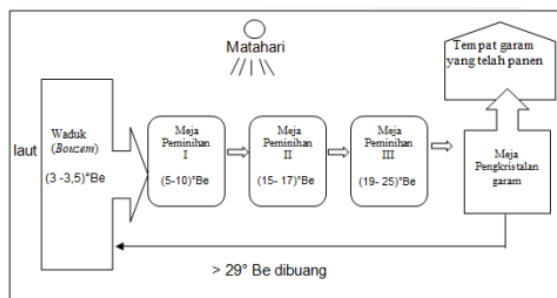 Matahari
Tempat garam
yang telah panen
laut
Waduk
(Bouzem)
(3 -3,5)°Be
Meja
Peminihan
I
(5-10)°Be
Meja
Peminihan
II
(15- 17)°Be
Meja
Peminihan
III
(19- 25)°Be
Meja
Pengkristalan
garam
> 29° Be dibuang